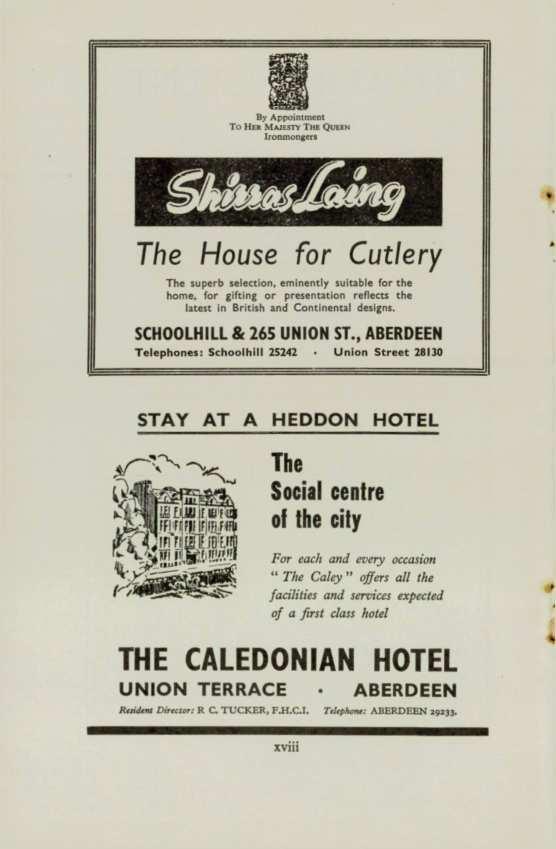 By Appointment
To Her Majesty The Queen
Ironmongers
Shirras Laing
The House for Cutlery
The superb selection, eminently suitable for the
home, for gifting or presentation reflects the
latest in British and Continental designs.
SCHOOLHILL & 265 UNION ST., ABERDEEN
Telephones: Schoolhill 25242 · Union Street 28130
STAY AT A HEDDON HOTEL
The
Social centre
of the city
For each and every occasion
" The Caley " offers all the
facilities and services expected
of a first class hotel
THE CALEDONIAN HOTEL
UNION TERRACE · ABERDEEN
Resident Director: R C. TUCKER, F.H.C.I. Telephone: ABERDEEN 29233.
xviii